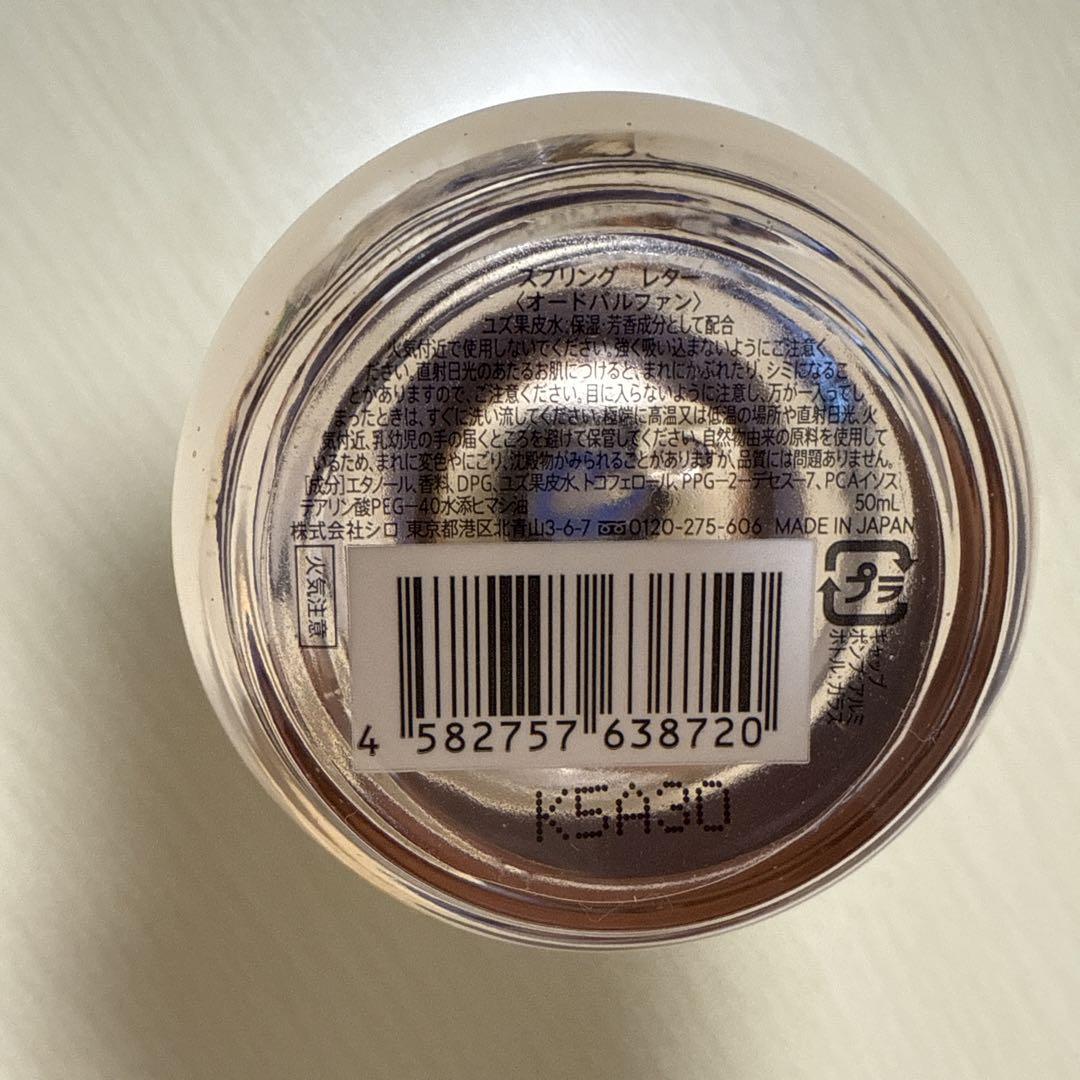 スプリング レター
〈オードパルファン〉
ユズ果皮水:保湿・芳香成分として配合
火気付近で使用しないでください。強く吸い込まないようにご注意く
ださい。直射日光のあたるお肌につけると、まれにかぶれたり、シミになるこ
とがありますので、ご注意ください。目に入らないように注意し、万が一入ってし
まったときは、すぐに洗い流してください。極端に高温又は低温の場所や直射日光、火
気付近、乳幼児の手の届くところを避けて保管してください。自然物由来の原料を使用して
いるため、まれに変色やにごり、沈殿物がみられることがありますが、品質には問題ありません。
[成分]エタノール、香料、DPG、ユズ果皮水、トコフェロール、PPG−2−デセス−7、PCAイソス
テアリン酸PEG−40水添ヒマシ油 50mL
株式会社シロ 東京都港区北青山3-6-7 0120-275-606 MADE IN JAPAN
火気注意
プラ
キャップ
ポンプ:アルミ
ボトル:ガラス
4 582757 638720
K5A30